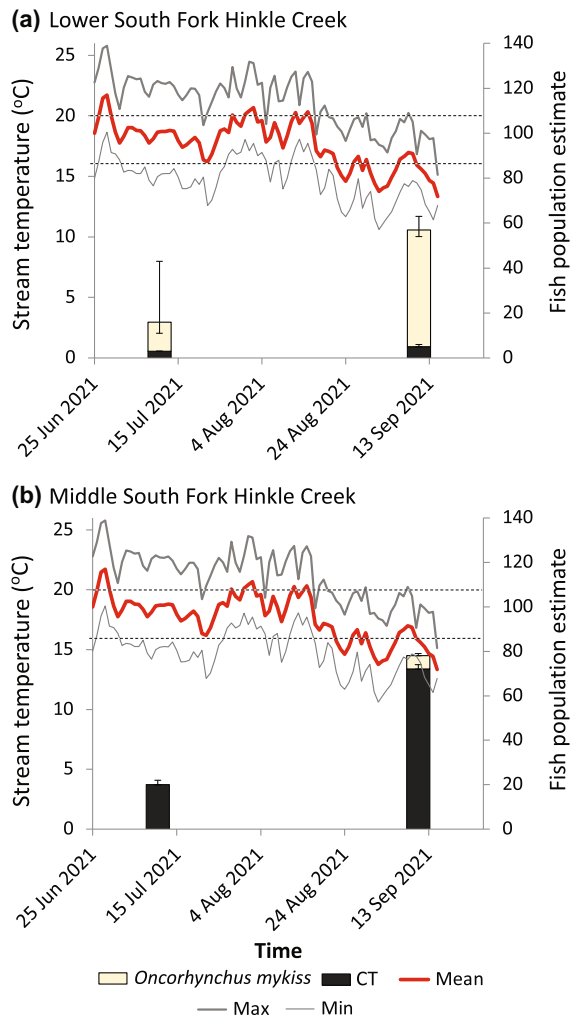 (a) Lower South Fork Hinkle Creek
Stream temperature (°C)
25
20
15
10
5
0
140
120
100
80
60
40
20
0
Fish population estimate
25 Jun 2021
15 Jul 2021
4 Aug 2021
24 Aug 2021
13 Sep 2021
(b) Middle South Fork Hinkle Creek
Stream temperature (°C)
25
20
15
10
5
0
140
120
100
80
60
40
20
0
Fish population estimate
25 Jun 2021
15 Jul 2021
4 Aug 2021
24 Aug 2021
13 Sep 2021
Time
Oncorhynchus mykiss CT Mean
Max Min